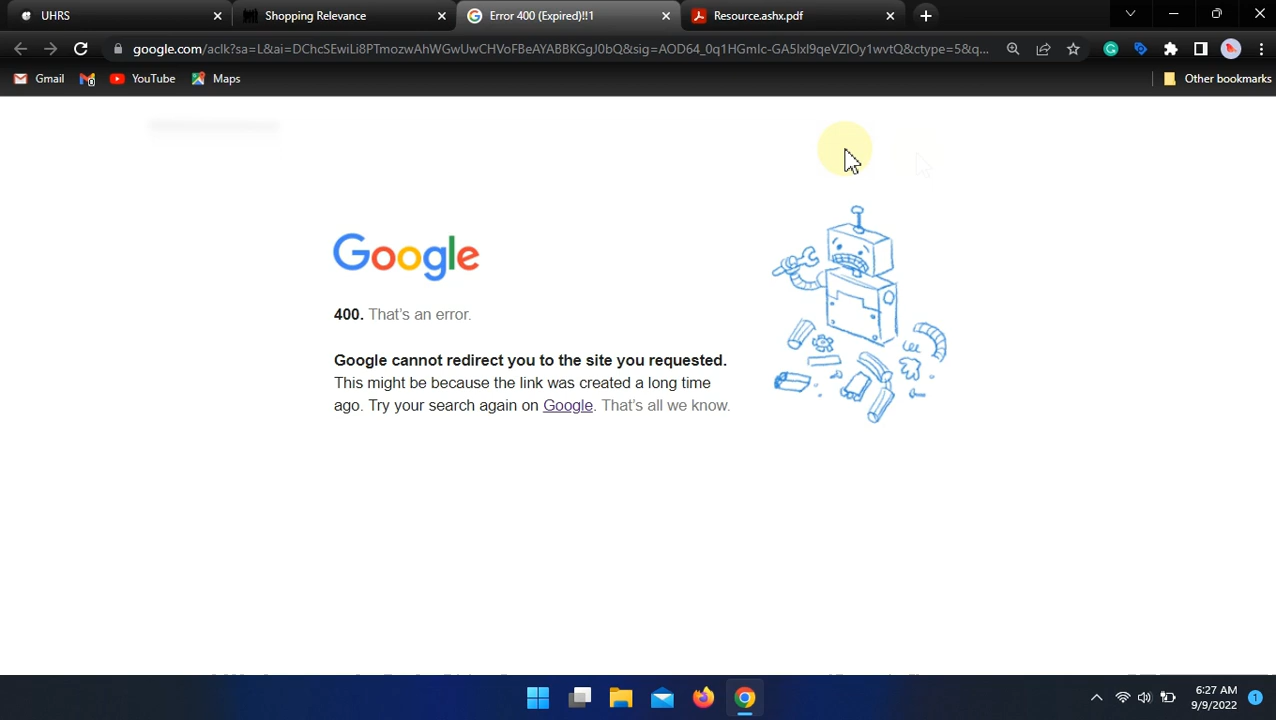 UHRS
Shopping Relevance
Error 400 (Expired)!!1
Resource.ashx.pdf
google.com/aclk?sa=L&ai=DChcSEwiLi8PTmozwAhWGwUwCHVoFBeAYABBKGgJ0bQ&sig=AOD64_0q1HGmIc-GA5Ixl9qeVZIOy1wvtQ&ctype=5&q...
Gmail
YouTube
Maps
Other bookmarks
Google
400. That's an error.
Google cannot redirect you to the site you requested.
This might be because the link was created a long time
ago. Try your search again on Google. That's all we know.
6:27 AM
9/9/2022
1